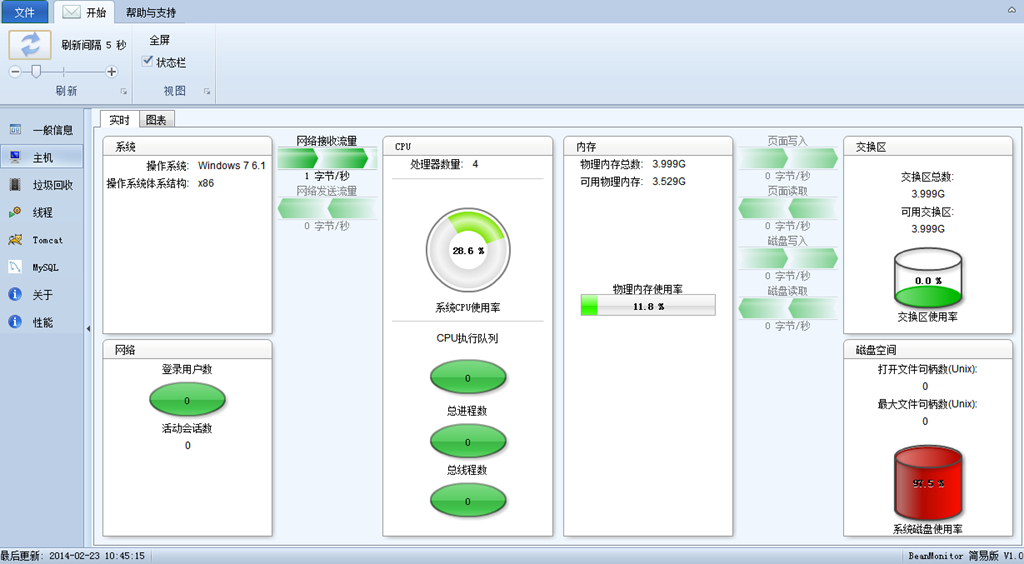 文件
开始
帮助与支持
刷新间隔 5 秒
刷新
全屏
状态栏
视图
一般信息
主机
垃圾回收
线程
Tomcat
MySQL
关于
性能
实时
图表
系统
操作系统: Windows 7 6.1
操作系统体系结构: x86
网络
登录用户数
0
活动会话数
0
网络接收流量
1 字节/秒
网络发送流量
0 字节/秒
CPU
处理器数量: 4
28.6 %
系统CPU使用率
CPU执行队列
0
总进程数
0
总线程数
0
内存
物理内存总数: 3.999G
可用物理内存: 3.529G
物理内存使用率
11.8 %
页面写入
0 字节/秒
页面读取
0 字节/秒
磁盘写入
0 字节/秒
磁盘读取
0 字节/秒
交换区
交换区总数:
3.999G
可用交换区:
3.999G
0.0 %
交换区使用率
磁盘空间
打开文件句柄数(Unix):
0
最大文件句柄数(Unix):
0
97.5 %
系统磁盘使用率
最后更新: 2014-02-23 10:45:15
BeanMonitor 简易版 V1.0